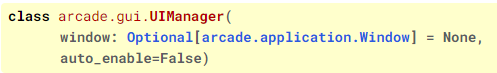 class arcade.gui.UIManager(
window: Optional[arcade.application.Window] = None,
auto_enable=False)